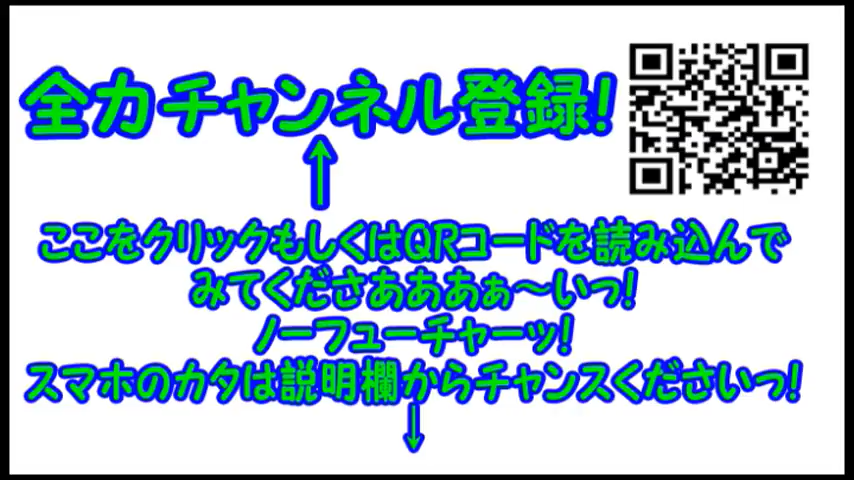 全力チャンネル登録!
↑
ここをクリックもしくはQRコードを読み込んで
みてくださあああぁ～いっ!
ノーフューチャーッ!
スマホのカタは説明欄からチャンスくださいっ!
↓